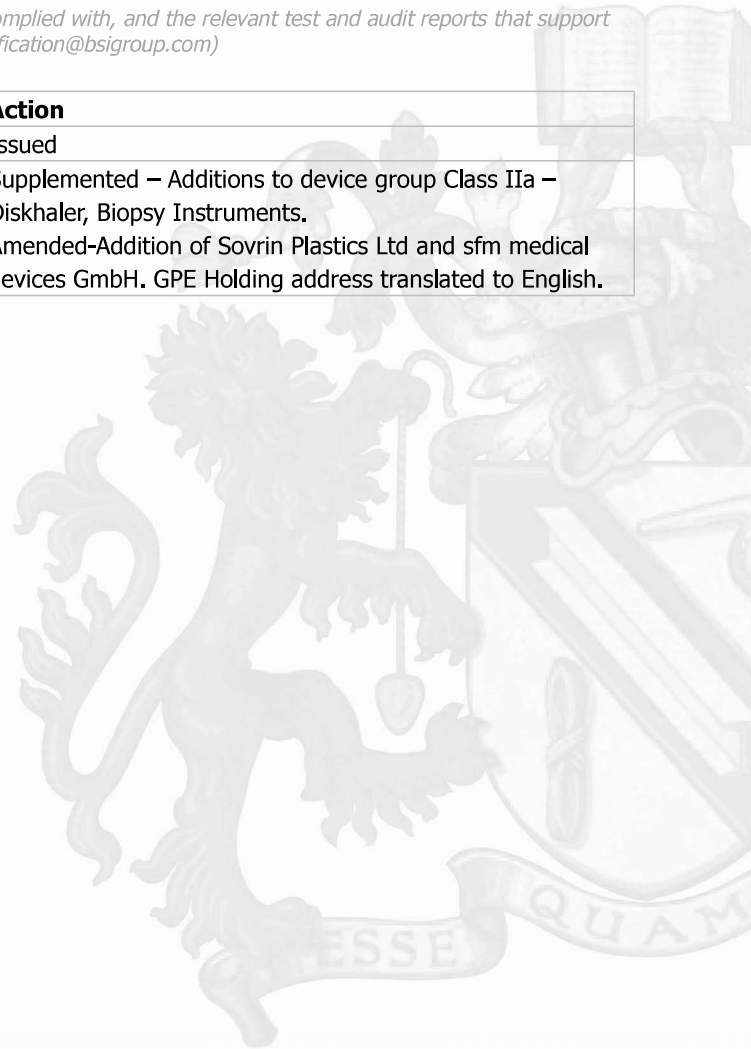 omplied with, and the relevant test and audit reports that support
fication@bsigroup.com)
Action
Issued
Supplemented – Additions to device group Class IIa –
Diskhaler, Biopsy Instruments.
Amended-Addition of Sovrin Plastics Ltd and sfm medical
devices GmbH. GPE Holding address translated to English.
ESSE
QUAM